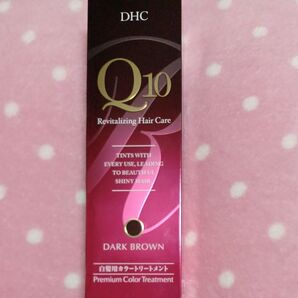 DHC
Q10
Revitalizing Hair Care
TINTS WITH
EVERY USE, LEADING
TO BEAUTIFUL
SHINY HAIR
DARK BROWN
白髪用カラートリートメント
Premium Color Treatment